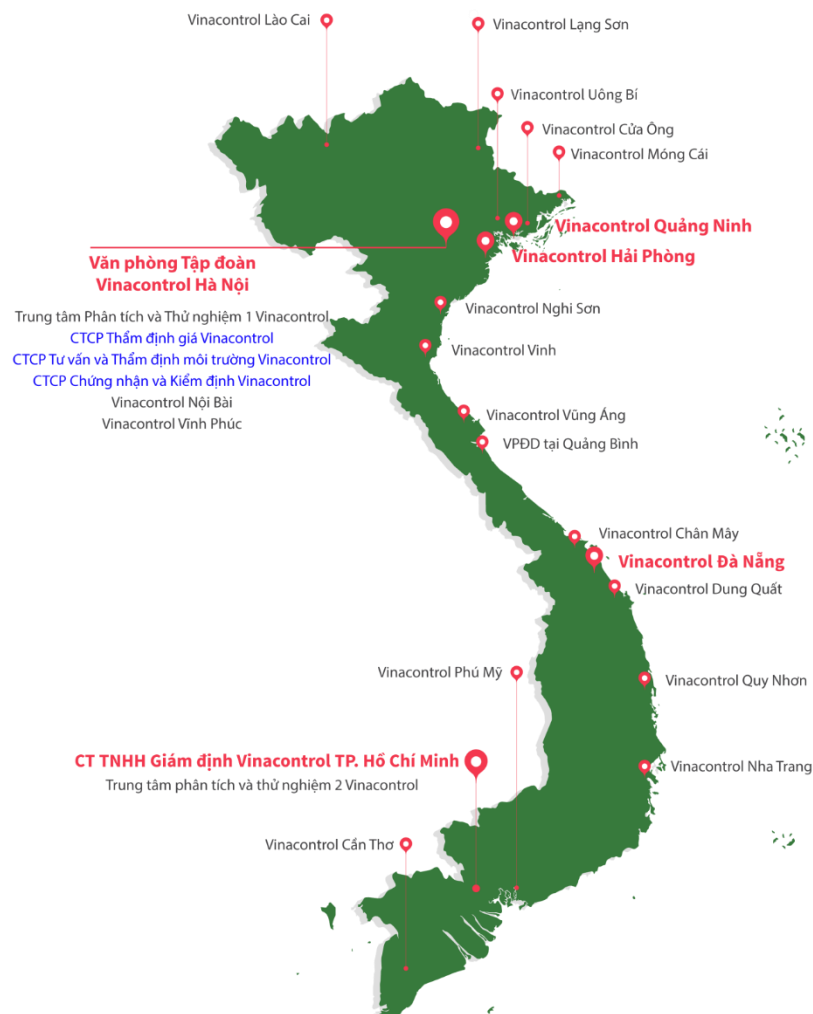 Vinacontrol Lào Cai
Vinacontrol Lạng Sơn
Vinacontrol Uông Bí
Vinacontrol Cửa Ông
Vinacontrol Móng Cái
Vinacontrol Quảng Ninh
Vinacontrol Hải Phòng
Văn phòng Tập đoàn
Vinacontrol Hà Nội
Trung tâm Phân tích và Thử nghiệm 1 Vinacontrol
CTCP Thẩm định giá Vinacontrol
CTCP Tư vấn và Thẩm định môi trường Vinacontrol
CTCP Chứng nhận và Kiểm định Vinacontrol
Vinacontrol Nội Bài
Vinacontrol Vĩnh Phúc
Vinacontrol Nghi Sơn
Vinacontrol Vinh
Vinacontrol Vũng Áng
VPĐD tại Quảng Bình
Vinacontrol Chân Mây
Vinacontrol Đà Nẵng
Vinacontrol Dung Quất
Vinacontrol Phú Mỹ
Vinacontrol Quy Nhơn
CT TNHH Giám định Vinacontrol TP. Hồ Chí Minh
Trung tâm phân tích và thử nghiệm 2 Vinacontrol
Vinacontrol Nha Trang
Vinacontrol Cần Thơ